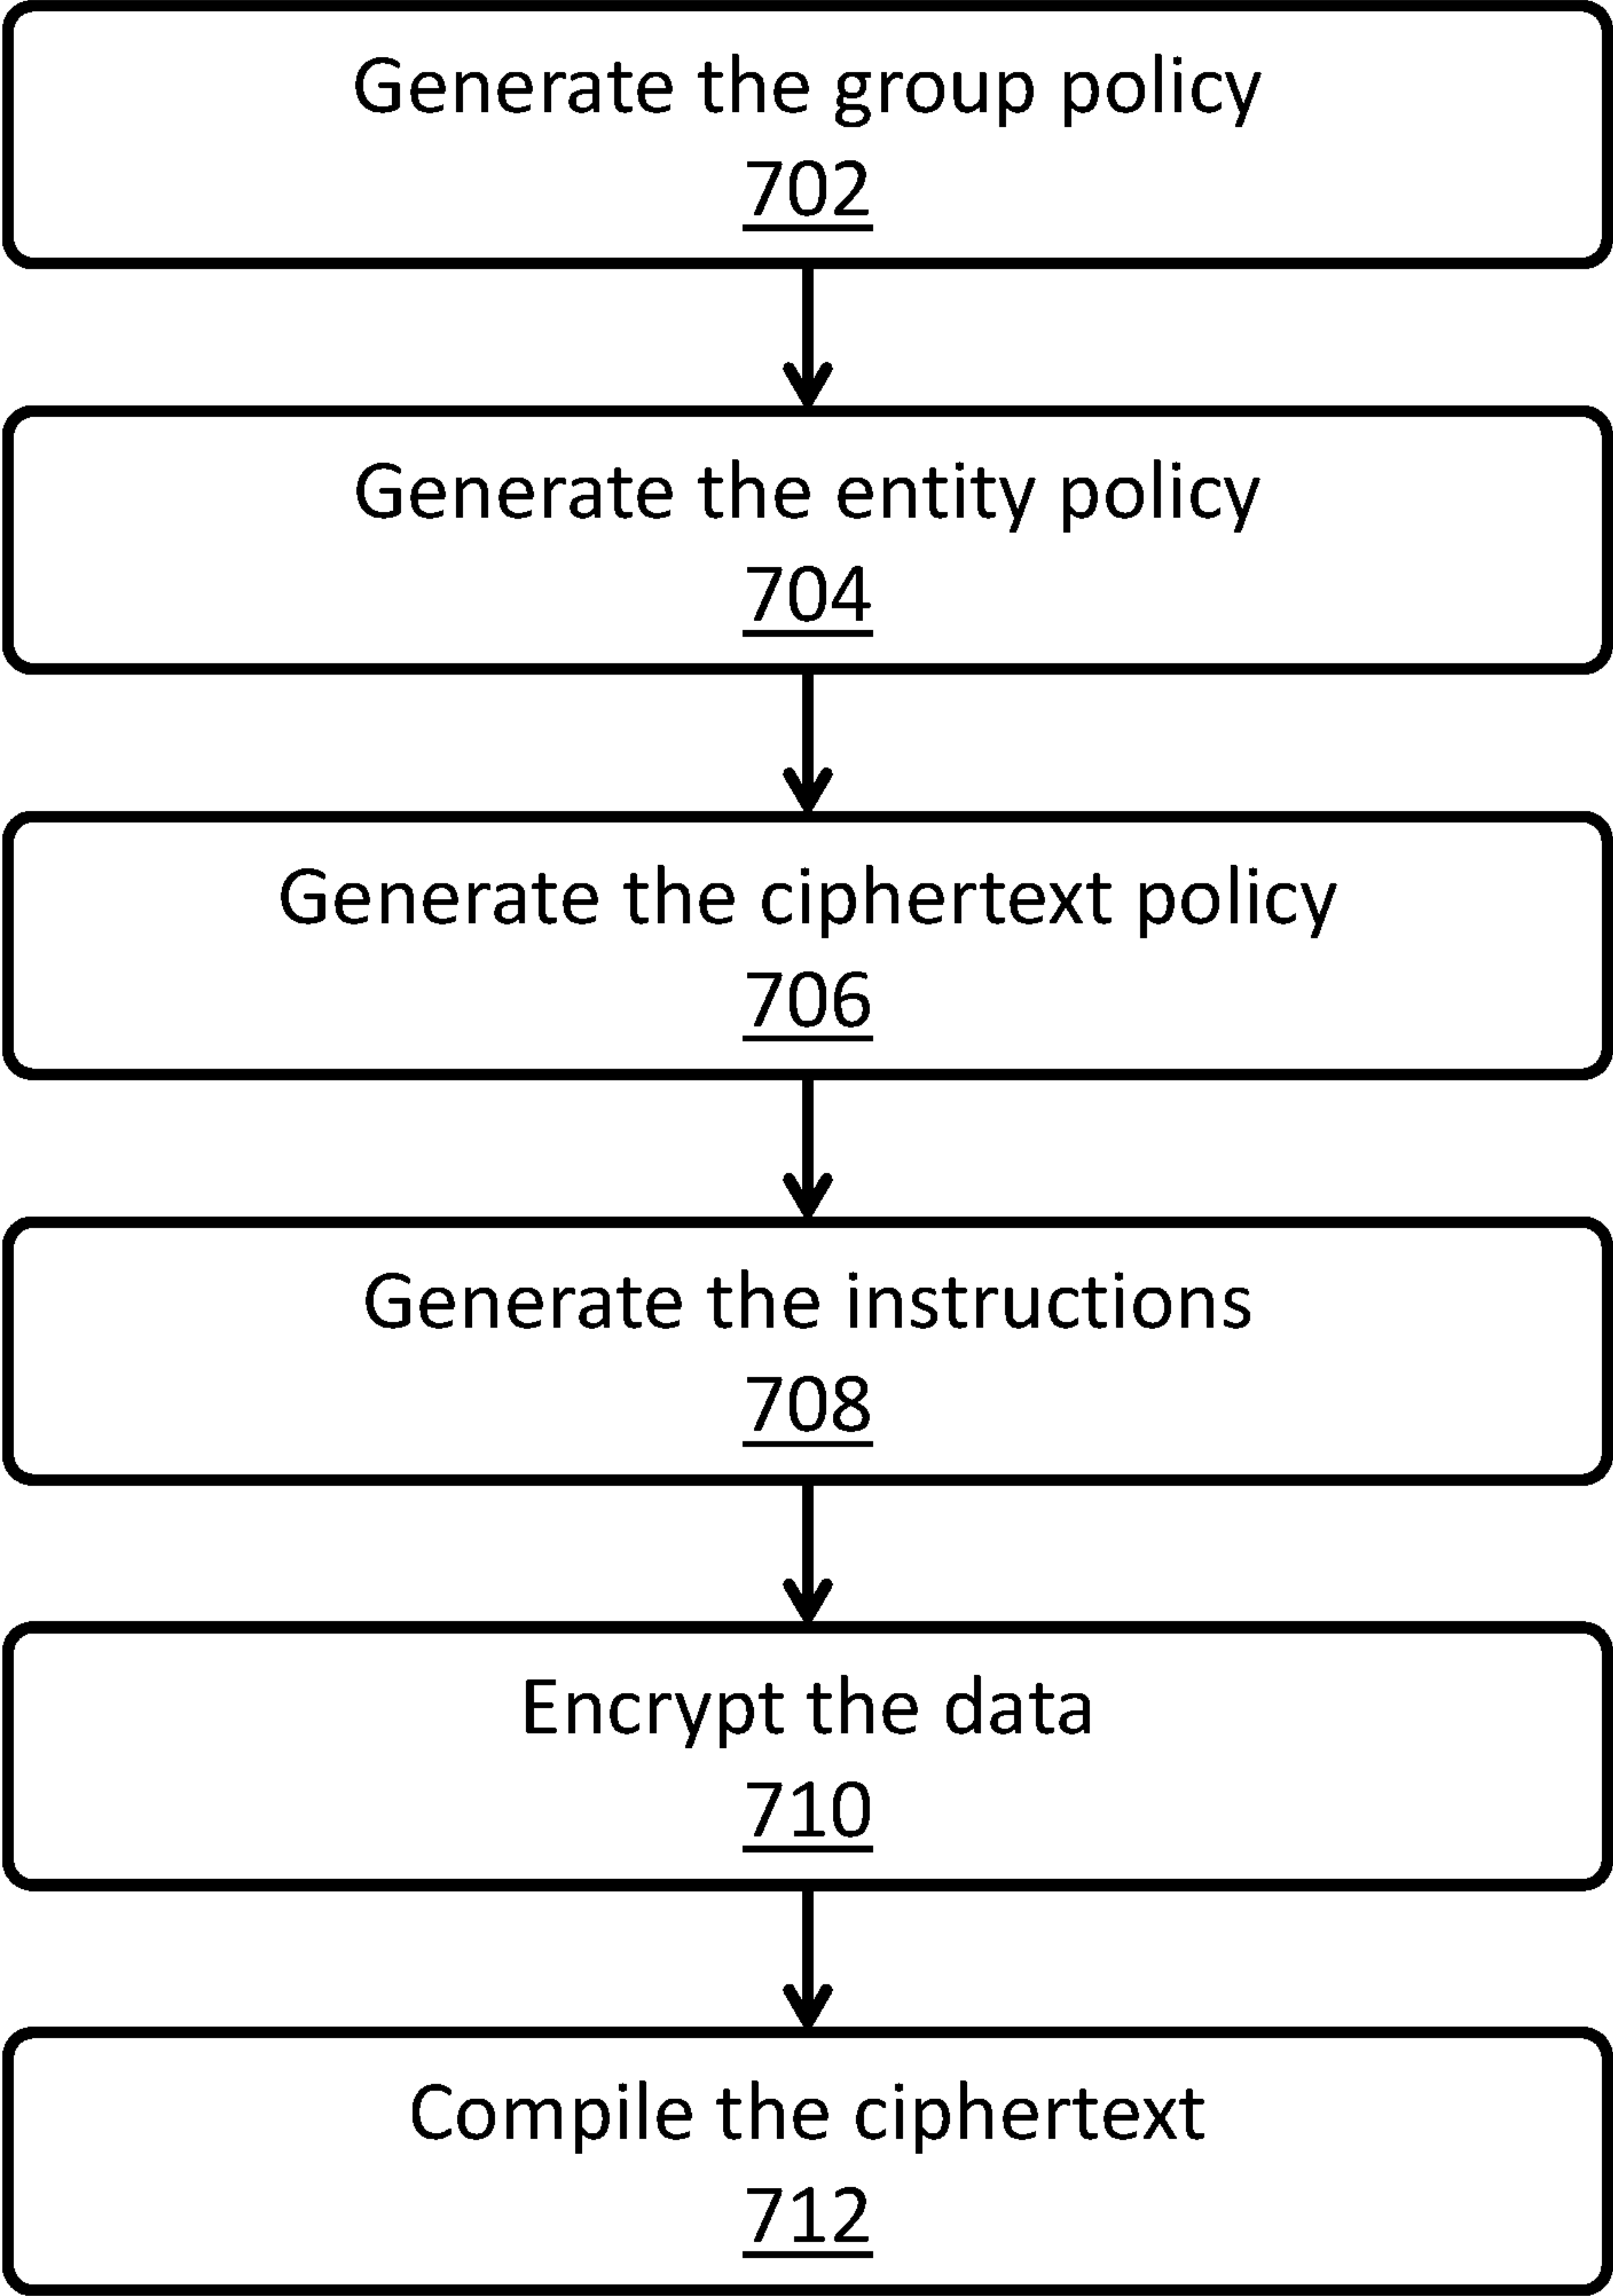 Generate the group policy
702
Generate the entity policy
704
Generate the ciphertext policy
706
Generate the instructions
708
Encrypt the data
710
Compile the ciphertext
712